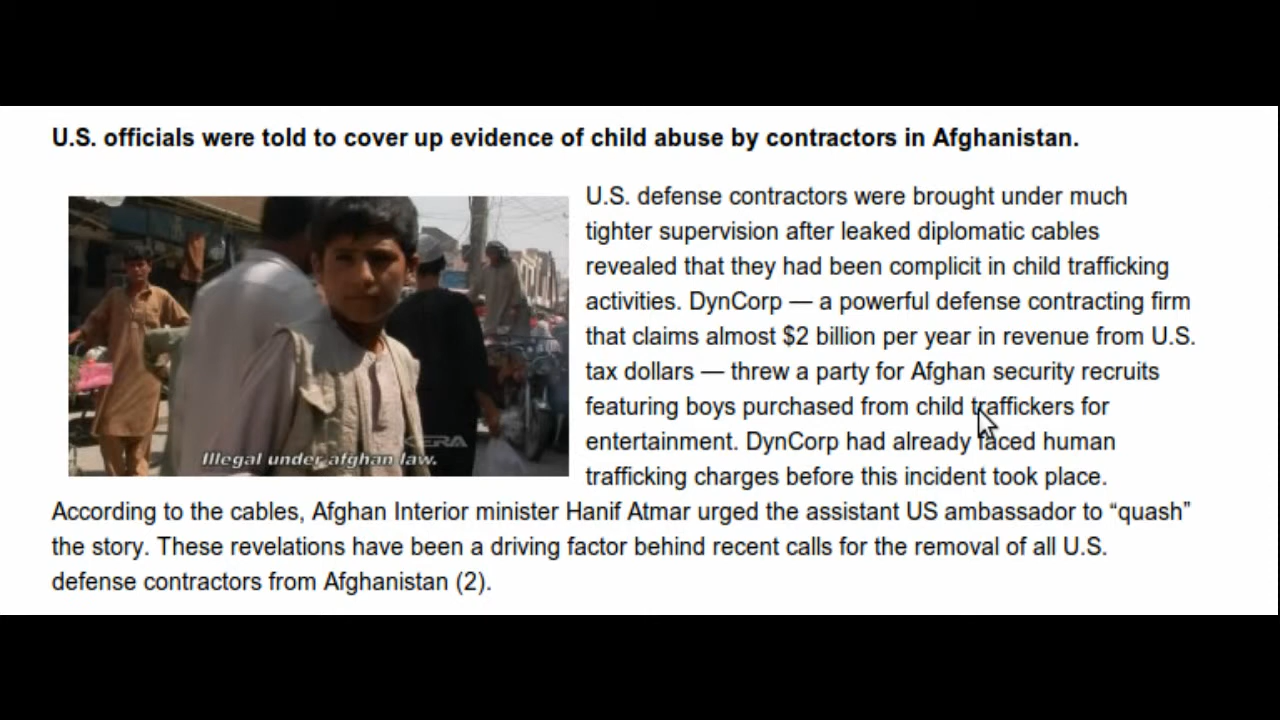 U.S. officials were told to cover up evidence of child abuse by contractors in Afghanistan.
U.S. defense contractors were brought under much
tighter supervision after leaked diplomatic cables
revealed that they had been complicit in child trafficking
activities. DynCorp — a powerful defense contracting firm
that claims almost $2 billion per year in revenue from U.S.
tax dollars — threw a party for Afghan security recruits
featuring boys purchased from child traffickers for
entertainment. DynCorp had already faced human
trafficking charges before this incident took place.
KERA
Illegal under afghan law.
According to the cables, Afghan Interior minister Hanif Atmar urged the assistant US ambassador to “quash”
the story. These revelations have been a driving factor behind recent calls for the removal of all U.S.
defense contractors from Afghanistan (2).